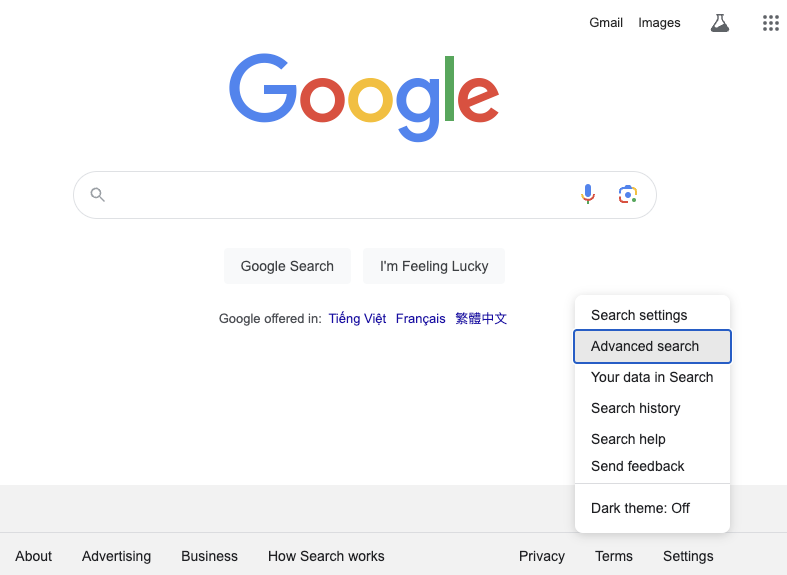 Gmail Images
Google
Google Search I'm Feeling Lucky
Google offered in: Tiếng Việt Français 繁體中文
Search settings
Advanced search
Your data in Search
Search history
Search help
Send feedback
Dark theme: Off
About Advertising Business How Search works Privacy Terms Settings